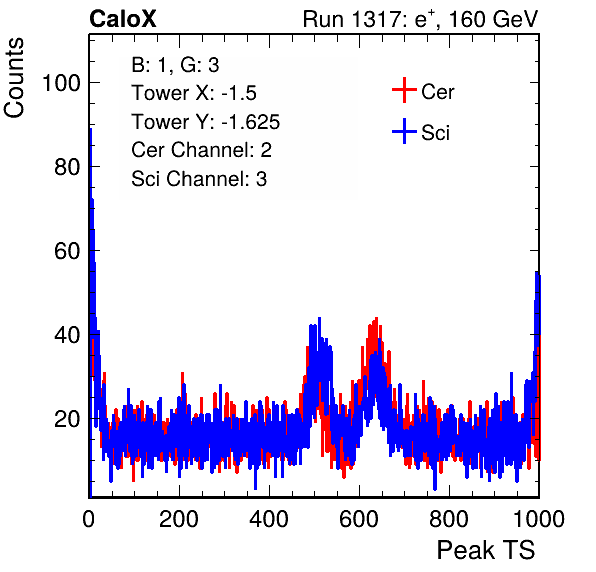 CaloX Run 1317: e+, 160 GeV
Counts
B: 1, G: 3
Tower X: -1.5
Tower Y: -1.625
Cer Channel: 2
Sci Channel: 3
Cer
Sci
100
80
60
40
20
0 200 400 600 800 1000
Peak TS